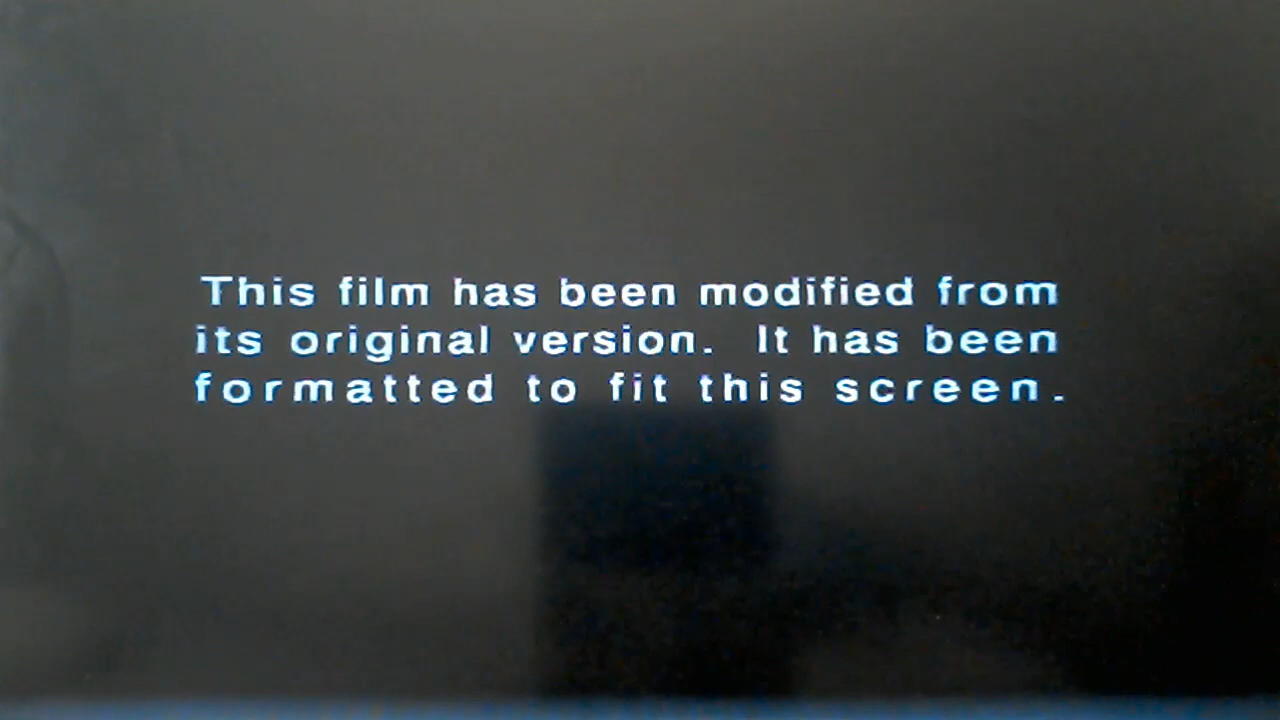 This film has been modified from
its original version.  It has been
formatted to fit this screen.